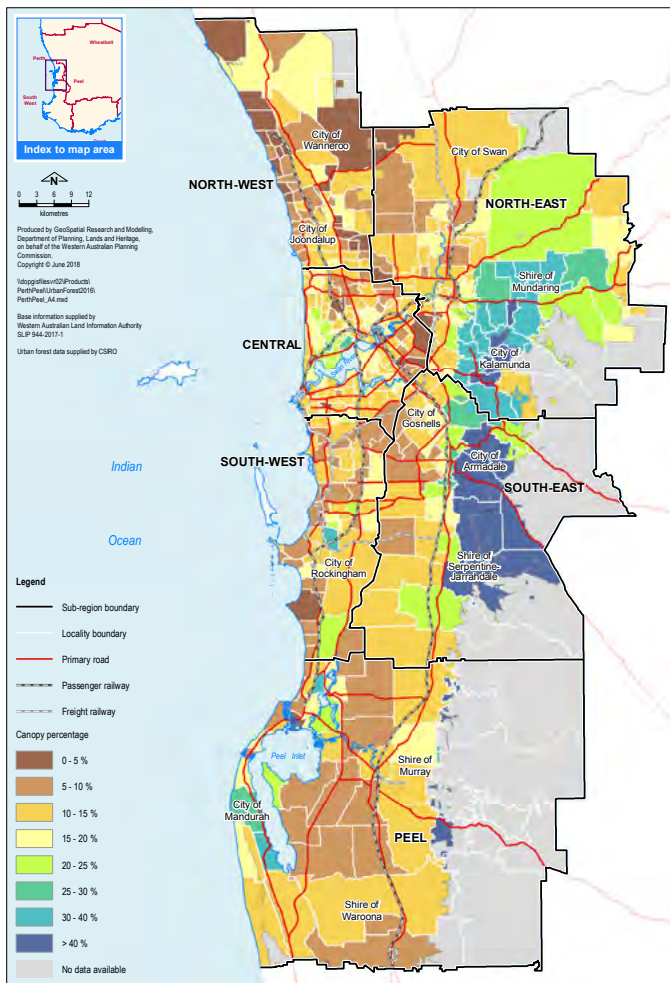 Perth
Wheatbelt
Peel
South
West
Great
Index to map area
N
0 3 6 9 12
kilometres
Produced by GeoSpatial Research and Modelling,
Department of Planning, Lands and Heritage,
on behalf of the Western Australian Planning
Commission.
Copyright © June 2018
\\dopgisfilesvr02\Products\
PerthPeel\UrbanForest2016\
PerthPeel_A4.mxd
Base information supplied by
Western Australian Land Information Authority
SLIP 944-2017-1
Urban forest data supplied by CSIRO
City of
Wanneroo
City of Swan
NORTH-WEST
NORTH-EAST
City of
Joondalup
Shire of
Mundaring
CENTRAL
Swan River
City of
Kalamunda
City of
Gosnells
SOUTH-WEST
City of
Armadale
SOUTH-EAST
Indian
Ocean
City of
Rockingham
Shire of
Serpentine-
Jarrandale
Legend
Sub-region boundary
Locality boundary
Primary road
Passenger railway
Freight railway
Canopy percentage
0 - 5 %
5 - 10 %
10 - 15 %
15 - 20 %
20 - 25 %
25 - 30 %
30 - 40 %
> 40 %
No data available
Peel Inlet
Shire of
Murray
City of
Mandurah
PEEL
Shire of
Waroona